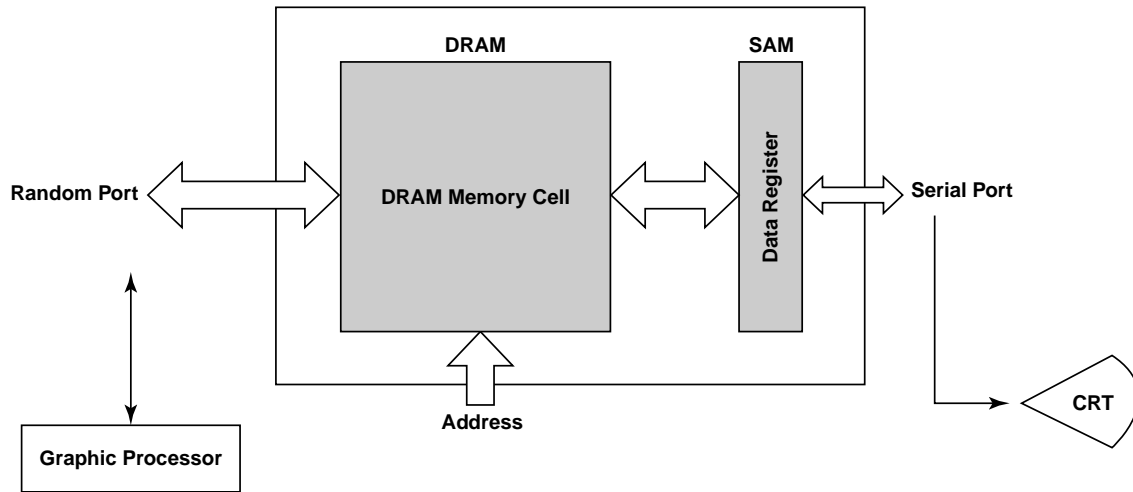 DRAM
SAM
Random Port
DRAM Memory Cell
Data Register
Serial Port
Address
CRT
Graphic Processor